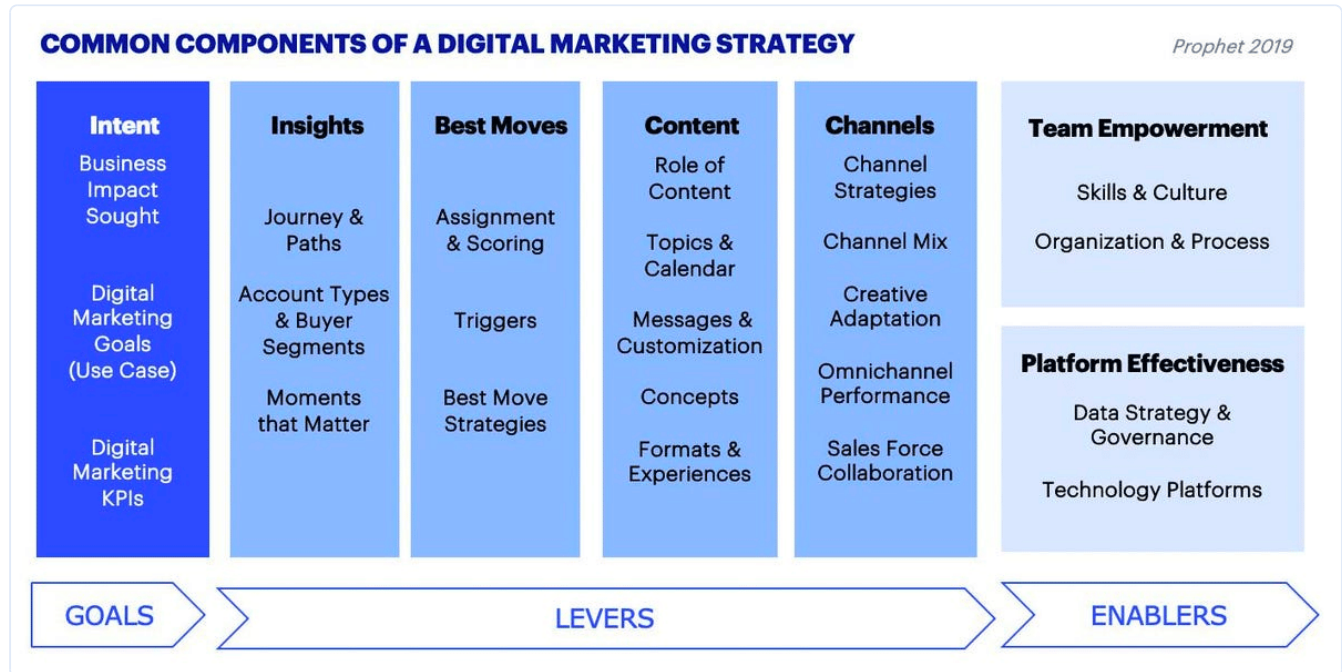 COMMON COMPONENTS OF A DIGITAL MARKETING STRATEGY
Prophet 2019
Intent
Business
Impact
Sought
Digital
Marketing
Goals
(Use Case)
Digital
Marketing
KPIs
Insights
Journey &
Paths
Account Types
& Buyer
Segments
Moments
that Matter
Best Moves
Assignment
& Scoring
Triggers
Best Move
Strategies
Content
Role of
Content
Topics &
Calendar
Messages &
Customization
Concepts
Formats &
Experiences
Channels
Channel
Strategies
Channel Mix
Creative
Adaptation
Omnichannel
Performance
Sales Force
Collaboration
Team Empowerment
Skills & Culture
Organization & Process
Platform Effectiveness
Data Strategy &
Governance
Technology Platforms
GOALS
LEVERS
ENABLERS